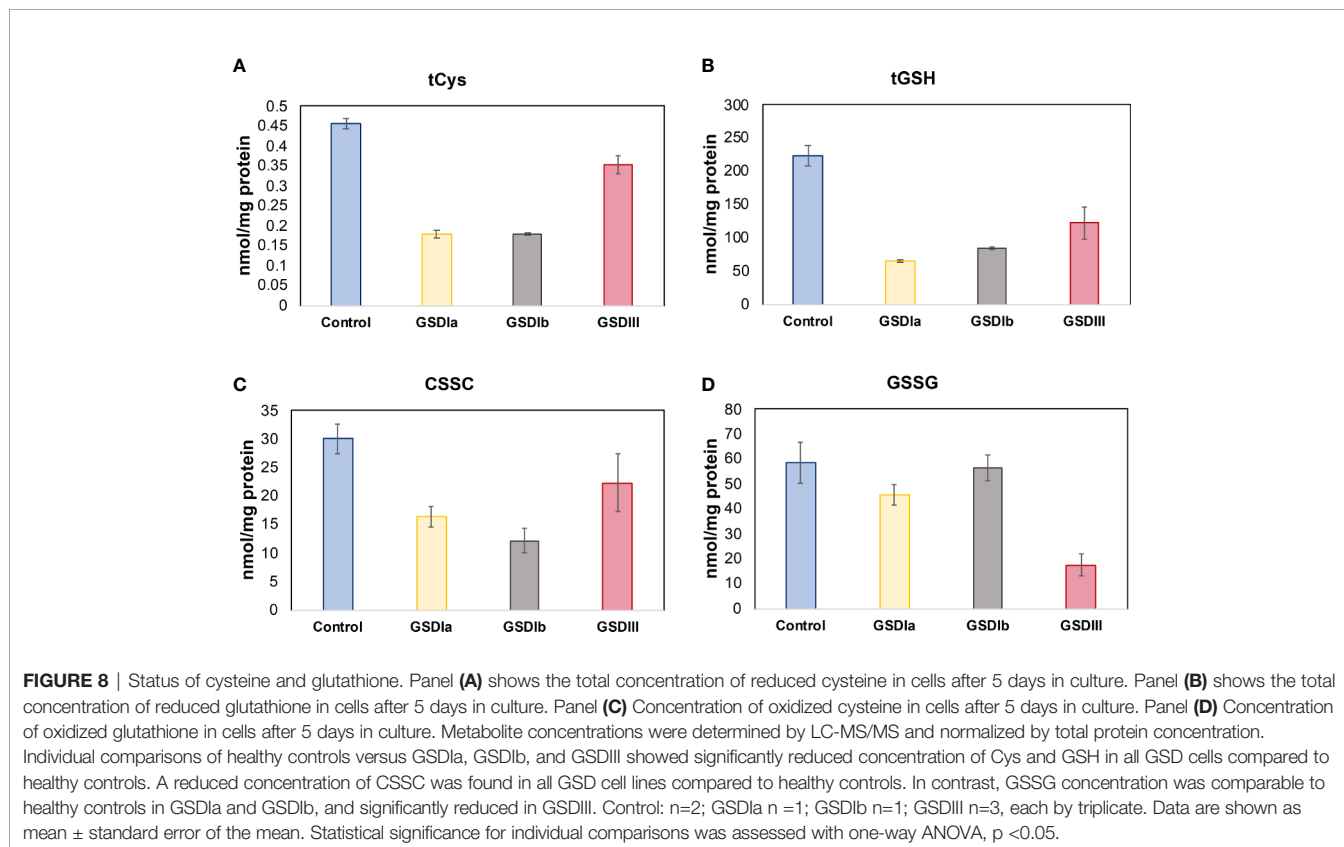 A
tCys
nmol/mg protein
0.5
0.45
0.4
0.35
0.3
0.25
0.2
0.15
0.1
0.05
0
Control GSDIa GSDIb GSDIII
B
tGSH
nmol/mg protein
300
250
200
150
100
50
0
Control GSDIa GSDIb GSDIII
C
CSSC
nmol/mg protein
35
30
25
20
15
10
5
0
Control GSDIa GSDIb GSDIII
D
GSSG
nmol/mg protein
80
70
60
50
40
30
20
10
0
Control GSDIa GSDIb GSDIII
FIGURE 8 | Status of cysteine and glutathione. Panel (A) shows the total concentration of reduced cysteine in cells after 5 days in culture. Panel (B) shows the total
concentration of reduced glutathione in cells after 5 days in culture. Panel (C) Concentration of oxidized cysteine in cells after 5 days in culture. Panel (D) Concentration
of oxidized glutathione in cells after 5 days in culture. Metabolite concentrations were determined by LC-MS/MS and normalized by total protein concentration.
Individual comparisons of healthy controls versus GSDIa, GSDIb, and GSDIII showed significantly reduced concentration of Cys and GSH in all GSD cells compared to
healthy controls. A reduced concentration of CSSC was found in all GSD cell lines compared to healthy controls. In contrast, GSSG concentration was comparable to
healthy controls in GSDIa and GSDIb, and significantly reduced in GSDIII. Control: n=2; GSDIa n =1; GSDIb n=1; GSDIII n=3, each by triplicate. Data are shown as
mean ± standard error of the mean. Statistical significance for individual comparisons was assessed with one-way ANOVA, p <0.05.